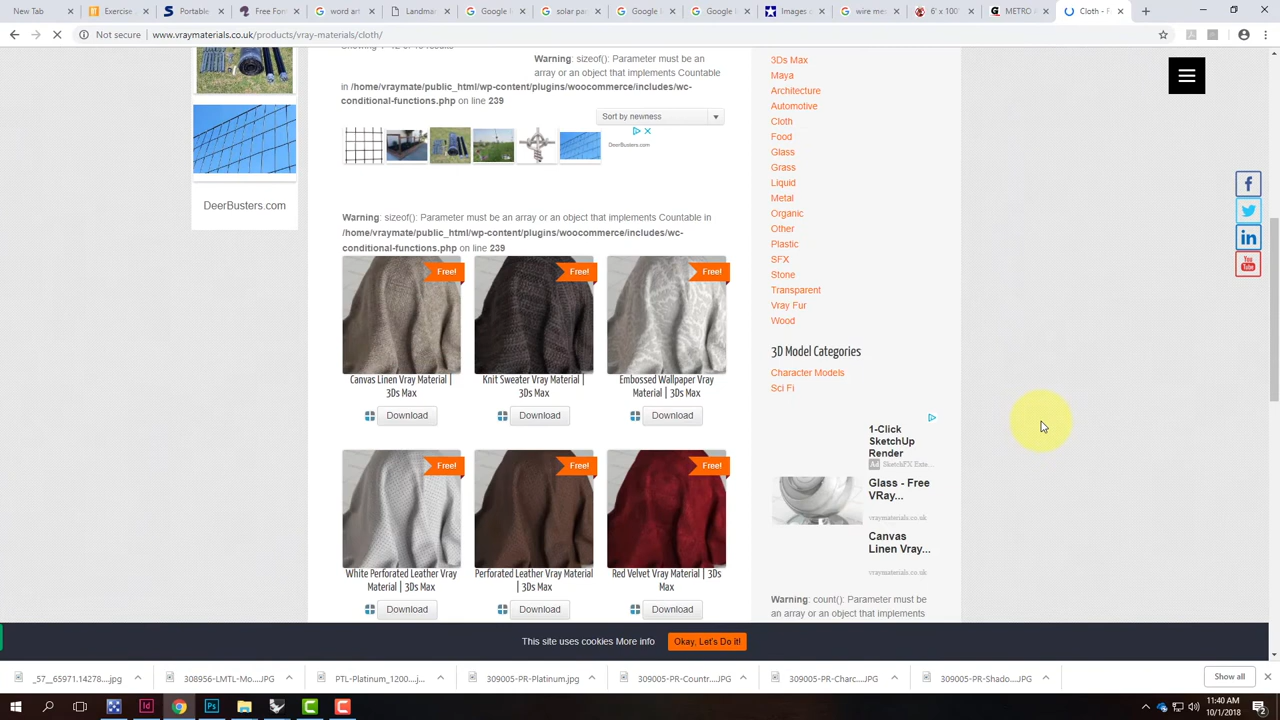 New Tab
Exercise
Portable
S
word ar
*Landsc
solar pa
Google
Google
Images
wire me
6' x 100'
METRO
Cloth - F
Not secure | www.vraymaterials.co.uk/products/vray-materials/cloth/
Warning: sizeof(): Parameter must be an
array or an object that implements Countable
in /home/vraymate/public_html/wp-content/plugins/woocommerce/includes/wc-
conditional-functions.php on line 239
Sort by newness
DeerBusters.com
DeerBusters.com
Warning: sizeof(): Parameter must be an array or an object that implements Countable in
/home/vraymate/public_html/wp-content/plugins/woocommerce/includes/wc-
conditional-functions.php on line 239
Free!
Free!
Free!
Canvas Linen Vray Material |
3Ds Max
Knit Sweater Vray Material |
3Ds Max
Embossed Wallpaper Vray
Material | 3Ds Max
Download
Download
Download
Free!
Free!
Free!
White Perforated Leather Vray
Material | 3Ds Max
Perforated Leather Vray Material
| 3Ds Max
Red Velvet Vray Material | 3Ds
Max
Download
Download
Download
3Ds Max
Maya
Architecture
Automotive
Cloth
Food
Glass
Grass
Liquid
Metal
Organic
Other
Plastic
SFX
Stone
Transparent
Vray Fur
Wood
3D Model Categories
Character Models
Sci Fi
1-Click
SketchUp
Render
Ad SketchFX Exte...
Glass - Free
VRay...
vraymaterials.co.uk
Canvas
Linen Vray...
vraymaterials.co.uk
Warning: count(): Parameter must be
an array or an object that implements
You
Tube
This site uses cookies More info
Okay, Let's Do it!
_57__65971.14278....jpg
308956-LMTL-Mo....JPG
PTL-Platinum_1200....j...
309005-PR-Platinum.jpg
309005-PR-Countr....JPG
309005-PR-Charc....JPG
309005-PR-Shado....JPG
Show all
11:40 AM
10/1/2018